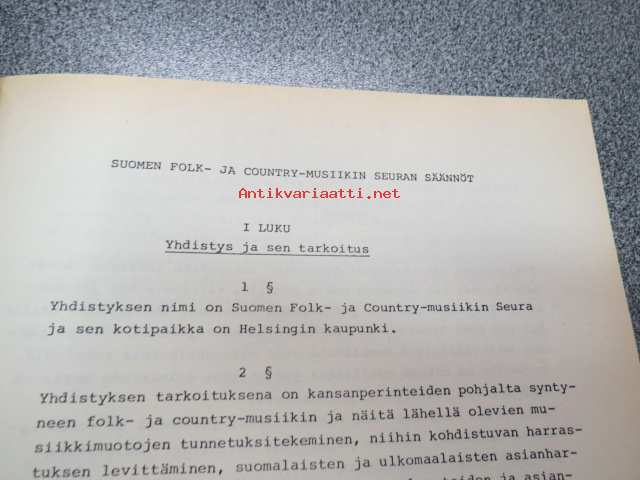 SUOMEN FOLK- JA COUNTRY-MUSIIKIN SEURAN SÄÄNNÖT
Antikvariaatti.net
I LUKU
Yhdistys ja sen tarkoitus
1 §
Yhdistyksen nimi on Suomen Folk- ja Country-musiikin Seura
ja sen kotipaikka on Helsingin kaupunki.
2 §
Yhdistyksen tarkoituksena on kansanperinteiden pohjalta synty-
neen folk- ja country-musiikin ja näitä lähellä olevien mu-
siikkimuotojen tunnetuksitekeminen, niihin kohdistuvan harras-
tuksen levittäminen, suomalaisten ja ulkomaalaisten asianhar-
ja asian-